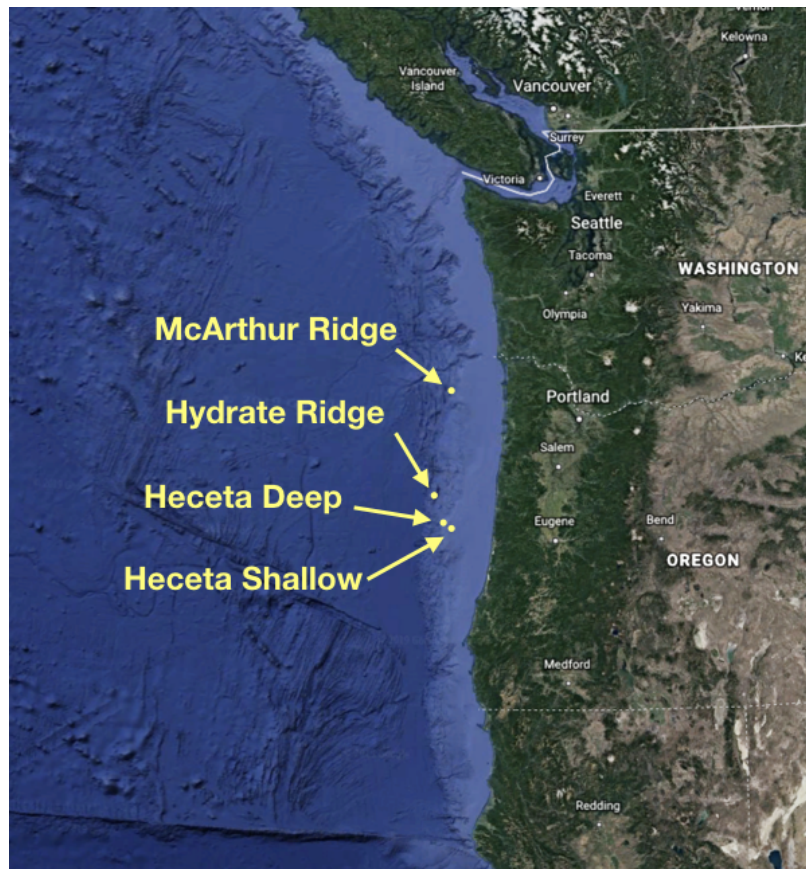 Vernon
Kelowna
Vancouver
Island
Vancouver
Surrey
Victoria
Everett
Seattle
Tacoma
WASHINGTON
Olympia
Yakima
McArthur Ridge
Portland
Hydrate Ridge
Salem
Heceta Deep
Eugene
Bend
OREGON
Heceta Shallow
Medford
Redding